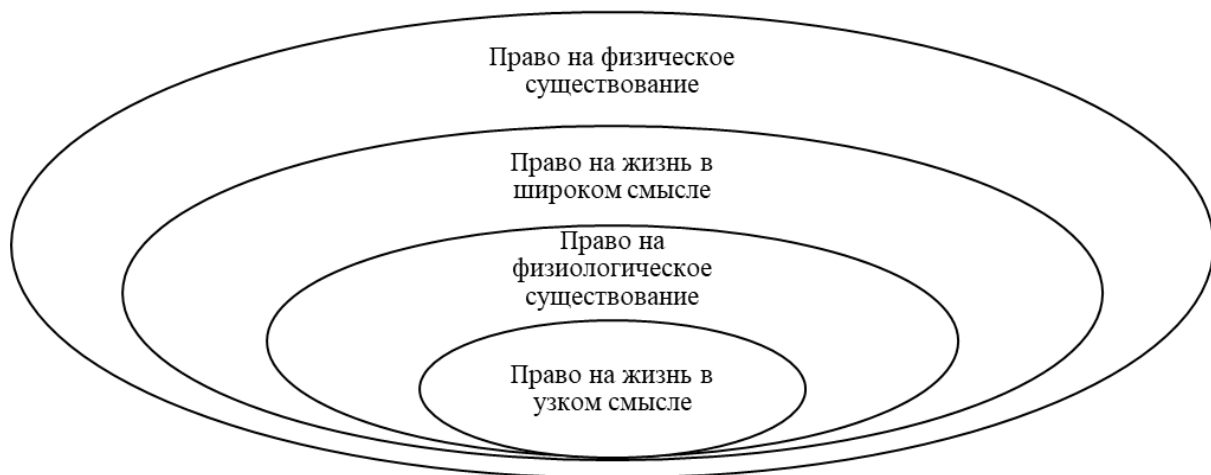 Право на физическое
существование
Право на жизнь в
широком смысле
Право на
физиологическое
существование
Право на жизнь в
узком смысле